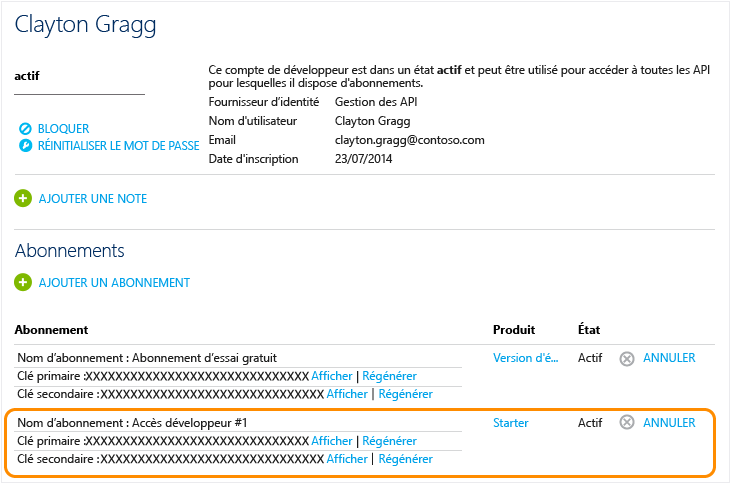 Clayton Gragg
actif
Ce compte de développeur est dans un état actif et peut être utilisé pour accéder à toutes les API
pour lesquelles il dispose d'abonnements.
Fournisseur d'identité Gestion des API
Nom d'utilisateur Clayton Gragg
Email clayton.gragg@contoso.com
Date d'inscription 23/07/2014
BLOQUER
RÉINITIALISER LE MOT DE PASSE
AJOUTER UNE NOTE
Abonnements
AJOUTER UN ABONNEMENT
Abonnement Produit État
Nom d'abonnement : Abonnement d'essai gratuit Version d'é... Actif ANNULER
Clé primaire :XXXXXXXXXXXXXXXXXXXXXXXXXXXXXX Afficher | Régénérer
Clé secondaire :XXXXXXXXXXXXXXXXXXXXXXXXXXXXXX Afficher | Régénérer
Nom d'abonnement : Accès développeur #1 Starter Actif ANNULER
Clé primaire :XXXXXXXXXXXXXXXXXXXXXXXXXXXXXX Afficher | Régénérer
Clé secondaire :XXXXXXXXXXXXXXXXXXXXXXXXXXXXXX Afficher | Régénérer